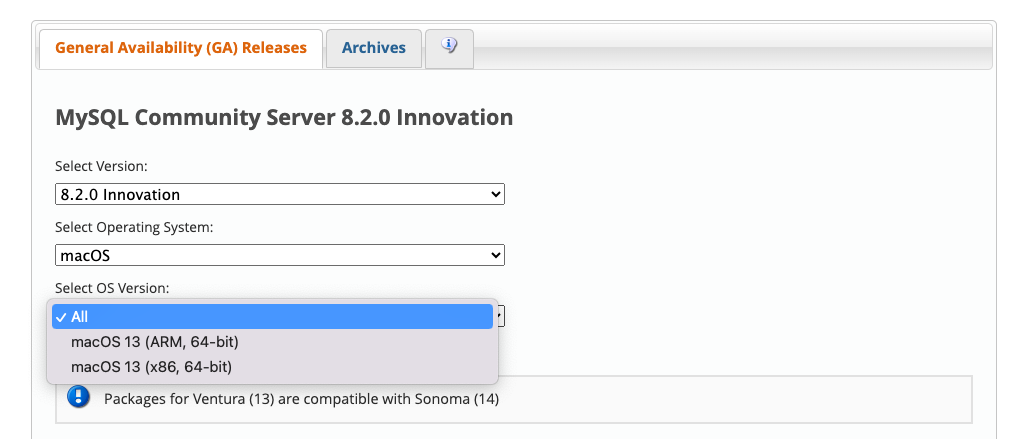 General Availability (GA) Releases
Archives
MySQL Community Server 8.2.0 Innovation
Select Version:
8.2.0 Innovation
Select Operating System:
macOS
Select OS Version:
✓ All
macOS 13 (ARM, 64-bit)
macOS 13 (x86, 64-bit)
Packages for Ventura (13) are compatible with Sonoma (14)